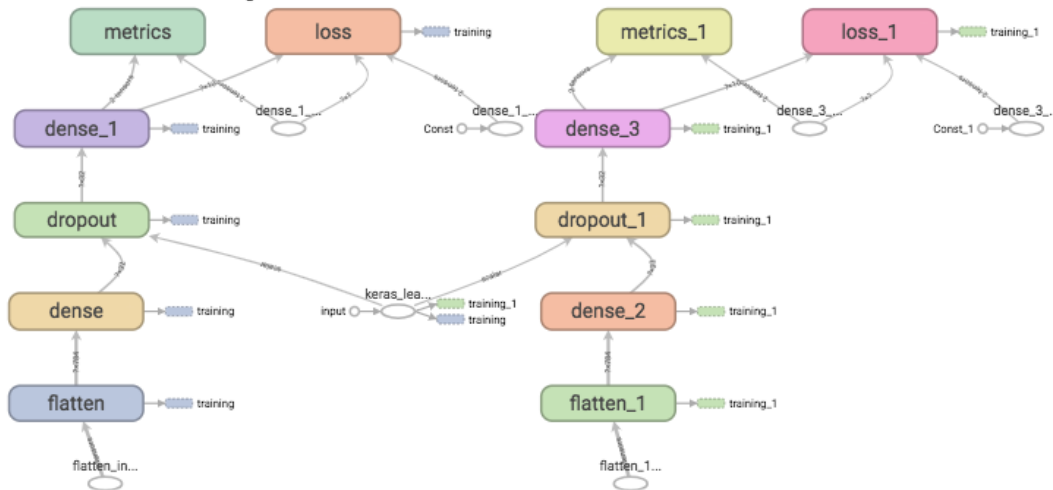 metrics
loss
training
metrics_1
loss_1
training_1
dense_1
training
dense_1_...
Const
dense_1_...
dense_3
training_1
dense_3_...
Const_1
dense_3_...
dropout
training
dropout_1
training_1
dense
training
input
keras_lea...
training_1
training
dense_2
training_1
flatten
training
flatten_1
training_1
flatten_in...
flatten_1...